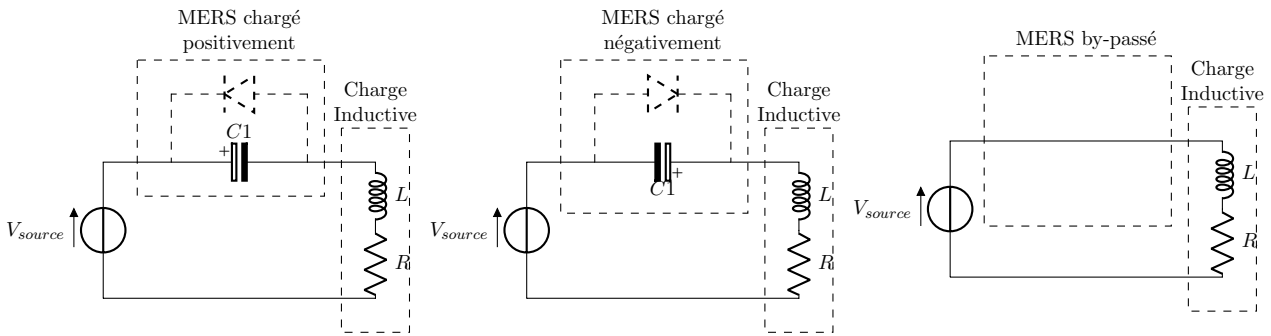 MERS chargé
positivement
Charge
Inductive
C1
+
L
V_source
R
MERS chargé
négativement
Charge
Inductive
+
C1
L
V_source
R
MERS by-passé
Charge
Inductive
L
V_source
R